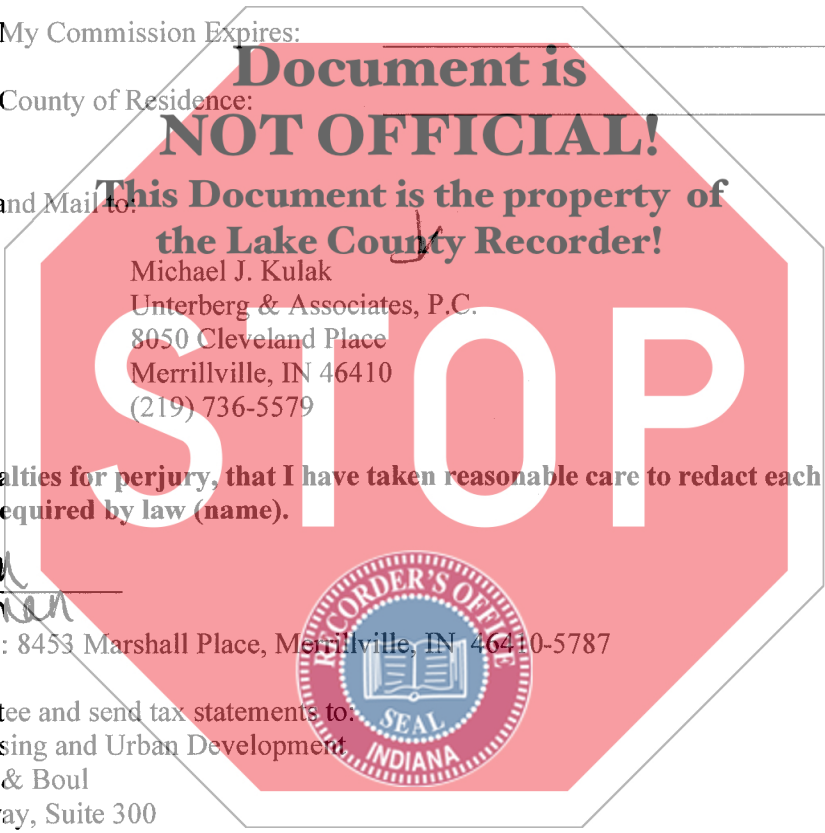 My Commission Expires:
Document is
County of Residence:
NOT OFFICIAL!
This Document is the property of
and Mail to:
the Lake County Recorder!
Michael J. Kulak
Unterberg & Associates, P.C.
8050 Cleveland Place
Merrillville, IN 46410
(219) 736-5579
STOP
alties for perjury, that I have taken reasonable care to redact each
equired by law (name).
RECORDER'S OFFICE
: 8453 Marshall Place, Merrillville, IN 46410-5787
SEAL
INDIANA
tee and send tax statements to:
sing and Urban Development
& Boul
ay, Suite 300